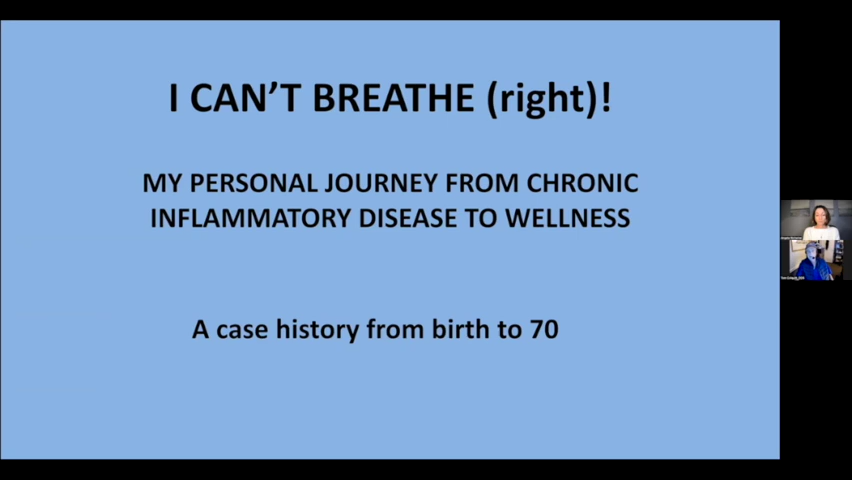 I CAN'T BREATHE (right)!
MY PERSONAL JOURNEY FROM CHRONIC
INFLAMMATORY DISEASE TO WELLNESS
A case history from birth to 70